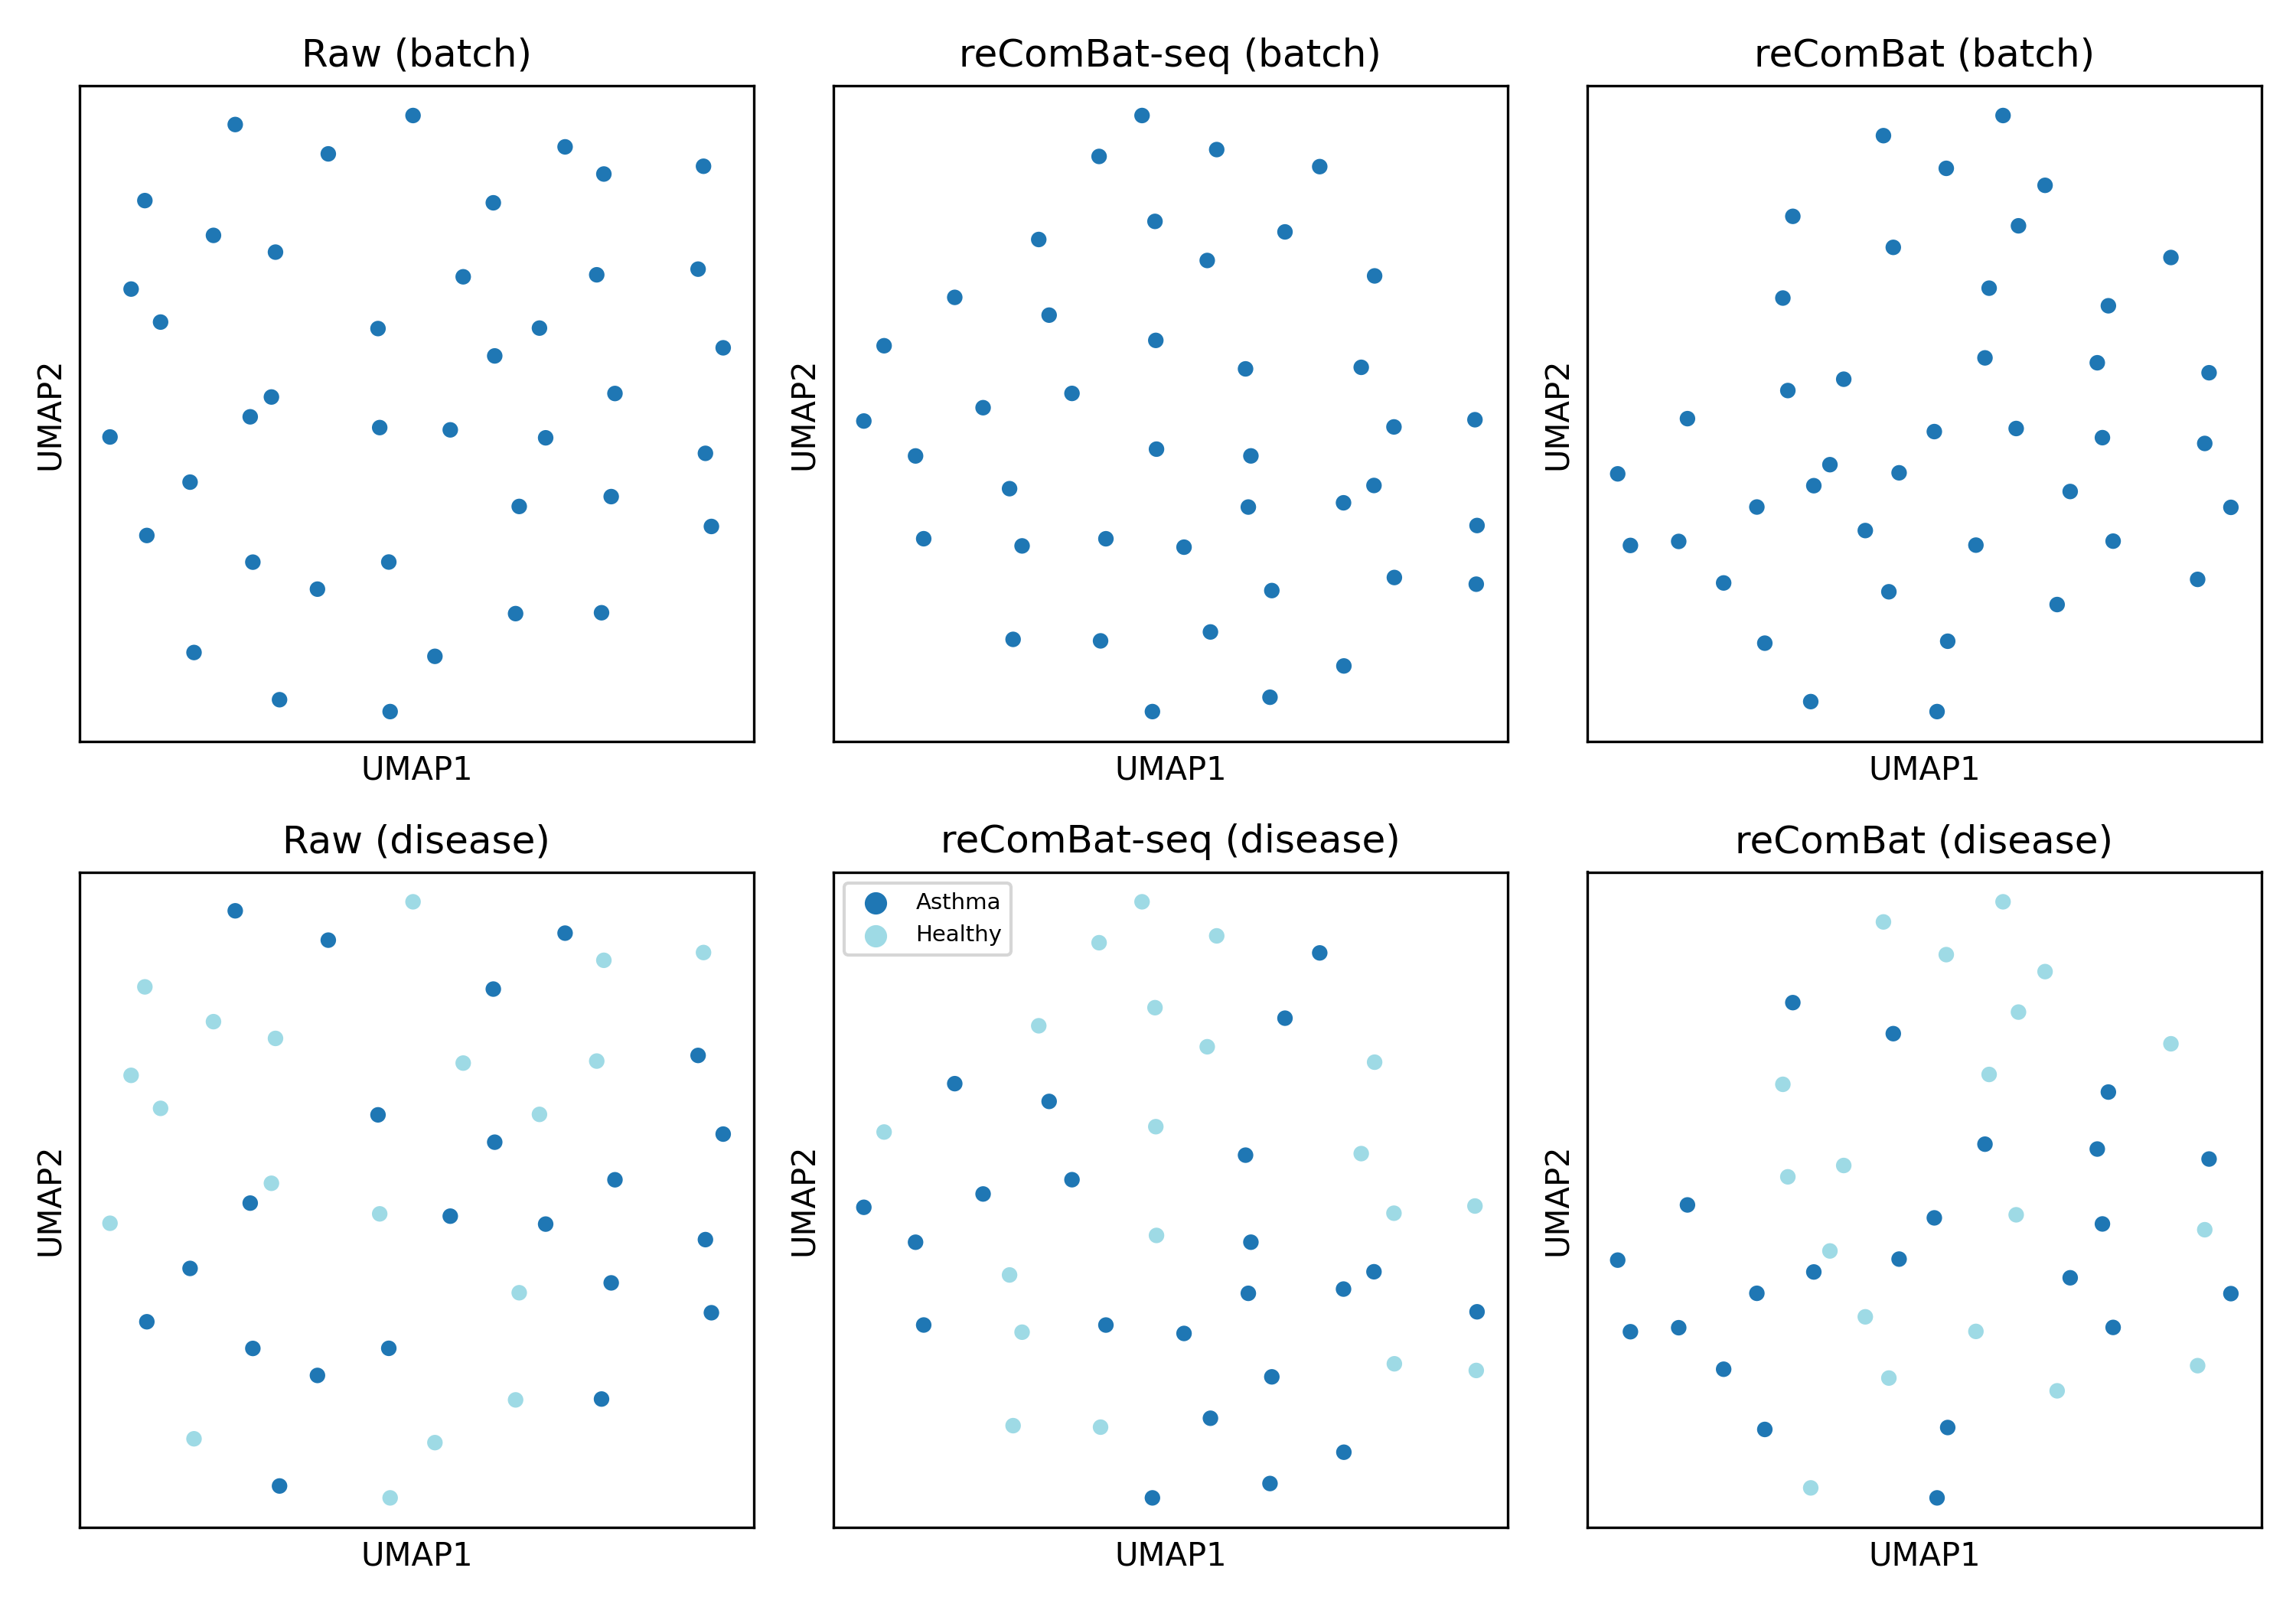 Raw (batch)
reComBat-seq (batch)
reComBat (batch)
UMAP2
UMAP2
UMAP2
UMAP1
UMAP1
UMAP1
Raw (disease)
reComBat-seq (disease)
reComBat (disease)
Asthma
Healthy
UMAP2
UMAP2
UMAP2
UMAP1
UMAP1
UMAP1